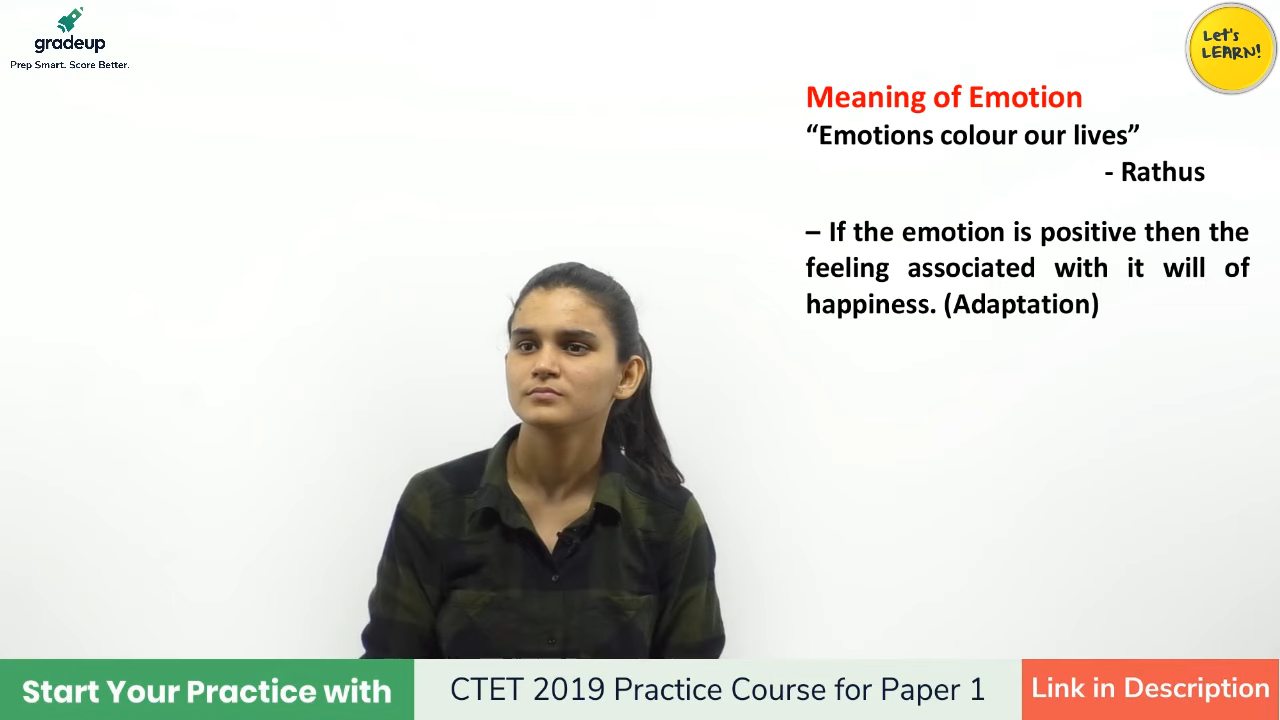 gradeup
Prep Smart. Score Better.
Let's
LEARN!
Meaning of Emotion
“Emotions colour our lives”
- Rathus
– If the emotion is positive then the
feeling associated with it will of
happiness. (Adaptation)
Start Your Practice with
CTET 2019 Practice Course for Paper 1
Link in Description